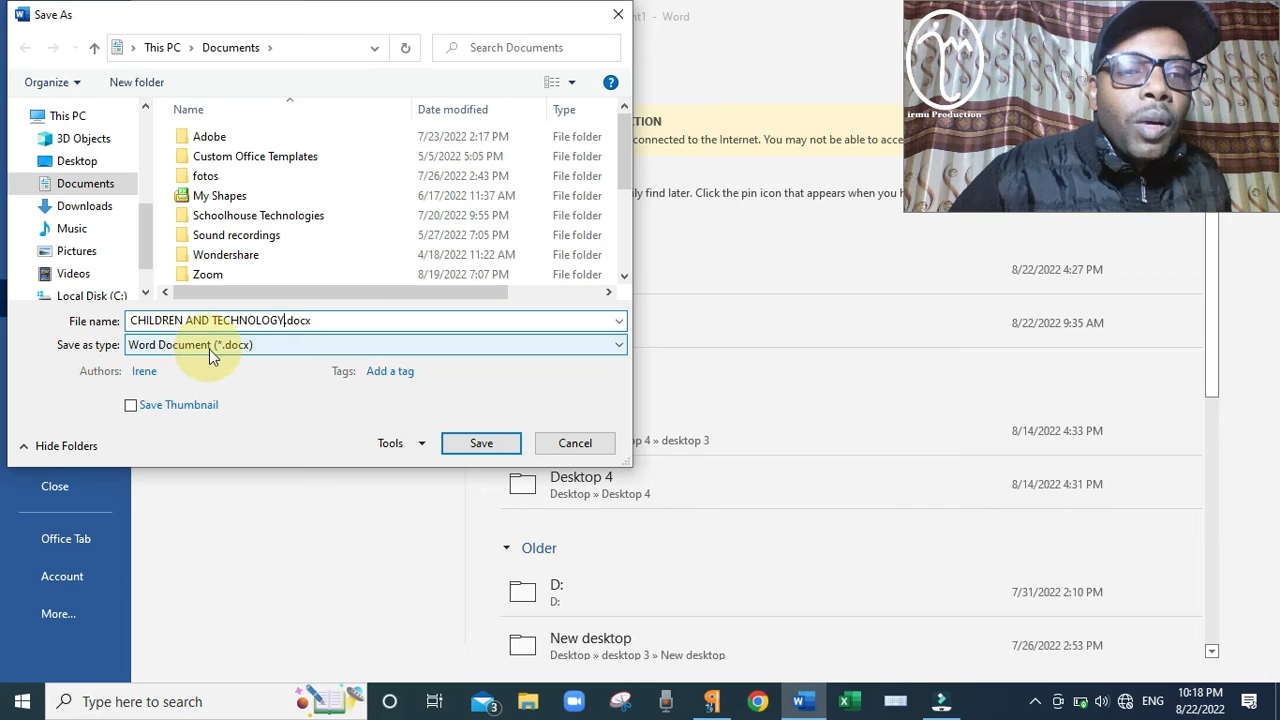 Save As
ent1 - Word
This PC
Documents
Search Documents
Organize
New folder
Name
Date modified
Type
This PC
3D Objects
Desktop
Documents
Downloads
Music
Pictures
Videos
Local Disk (C:)
Adobe 7/23/2022 2:17 PM File folder
Custom Office Templates 5/5/2022 5:05 PM File folder
fotos 7/26/2022 2:43 PM File folder
My Shapes 6/17/2022 11:37 AM File folder
Schoolhouse Technologies 7/20/2022 9:55 PM File folder
Sound recordings 5/27/2022 7:05 PM File folder
Wondershare 4/18/2022 11:22 AM File folder
Zoom 8/19/2022 7:07 PM File folder
File name: CHILDREN AND TECHNOLOGY.docx
Save as type: Word Document (*.docx)
Authors: Irene Tags: Add a tag
Save Thumbnail
Hide Folders
Tools
Save
Cancel
CTION
connected to the Internet. You may not be able to acce
ily find later. Click the pin icon that appears when you h
irmu Production
8/22/2022 4:27 PM
8/22/2022 9:35 AM
p 4 » desktop 3 8/14/2022 4:33 PM
Desktop 4
Desktop » Desktop 4
8/14/2022 4:31 PM
Older
D:
D:
7/31/2022 2:10 PM
New desktop
Desktop » desktop 3 » New desktop
7/26/2022 2:53 PM
Close
Office Tab
Account
More...
Type here to search
3
ENG
10:18 PM
8/22/2022